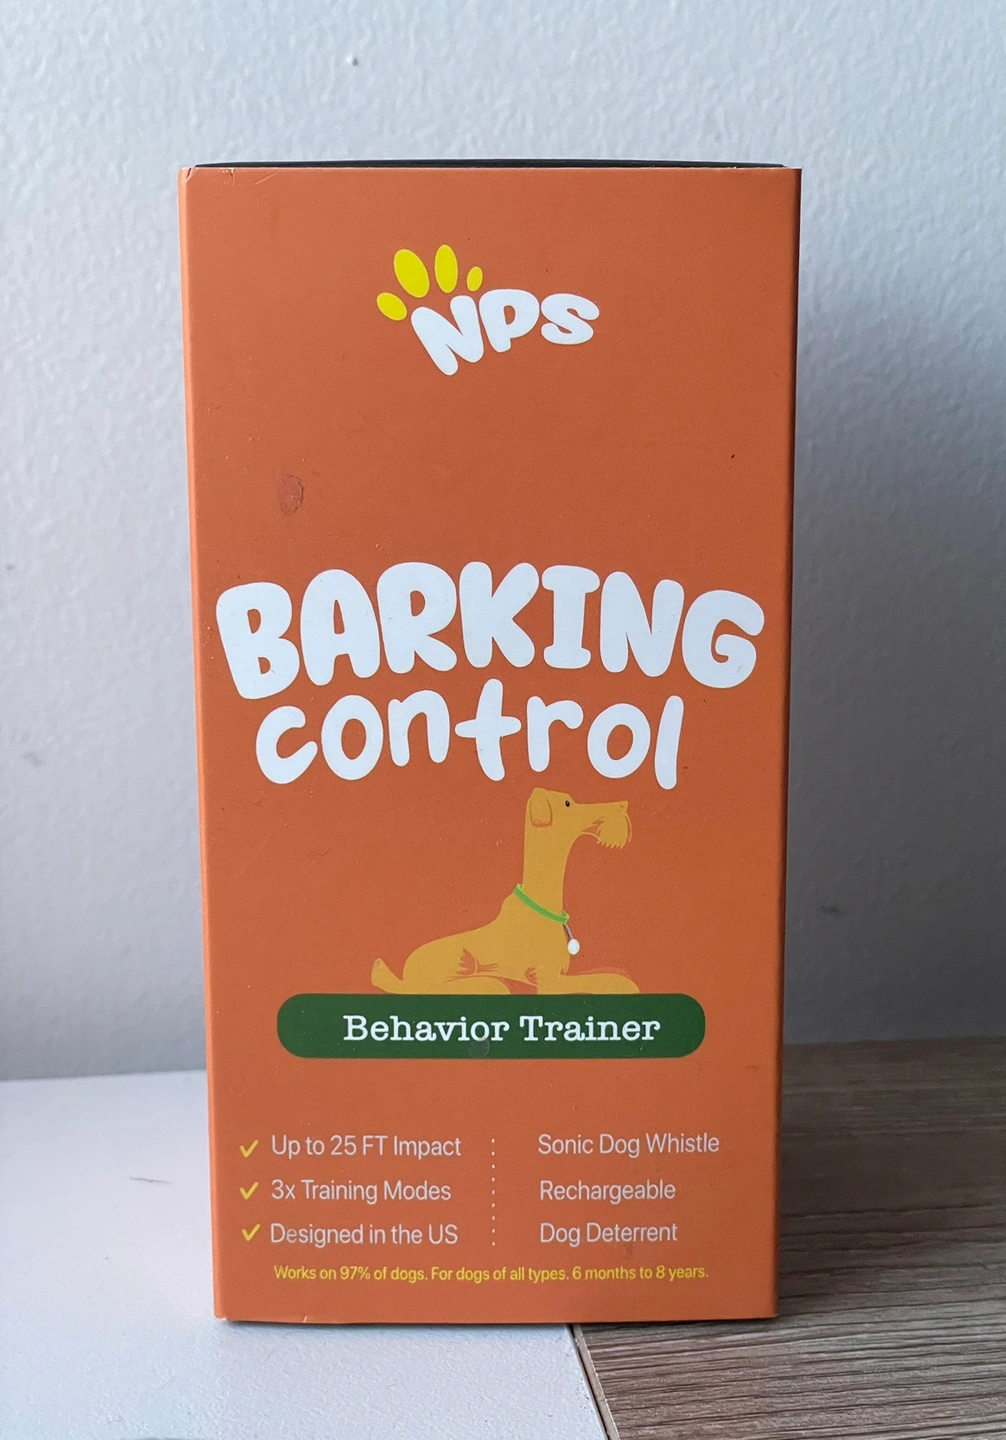 NPS
BARKING
control
Behavior Trainer
Up to 25 FT Impact
3x Training Modes
Designed in the US
Sonic Dog Whistle
Rechargeable
Dog Deterrent
Works on 97% of dogs. For dogs of all types. 6 months to 8 years.